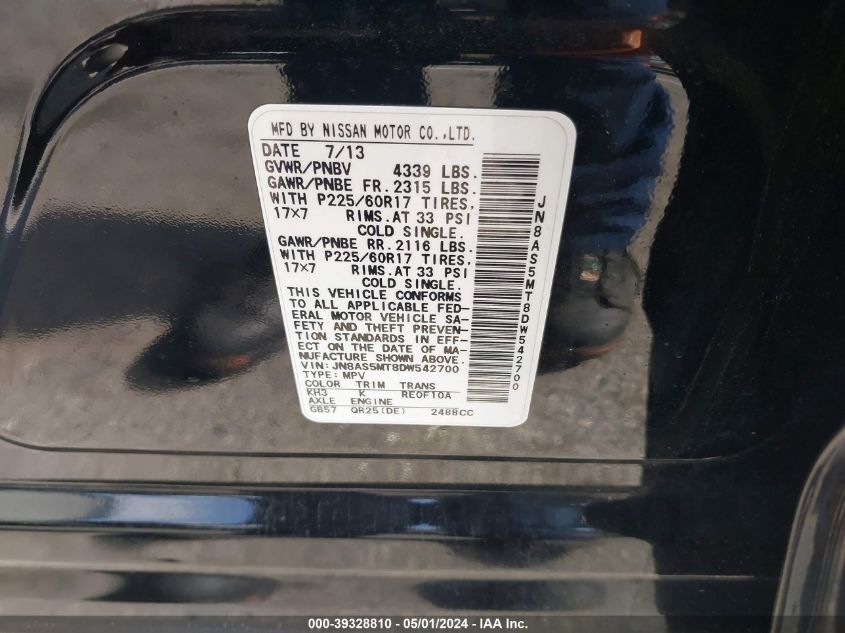 MFD BY NISSAN MOTOR CO.,LTD.
DATE 7/13
GVWR/PNBV 4339 LBS.
GAWR/PNBE FR. 2315 LBS.
WITH P225/60R17 TIRES,
17×7 RIMS.AT 33 PSI
COLD SINGLE.
GAWR/PNBE RR. 2116 LBS.
WITH P225/60R17 TIRES,
17×7 RIMS.AT 33 PSI
COLD SINGLE.
THIS VEHICLE CONFORMS
TO ALL APPLICABLE FED-
ERAL MOTOR VEHICLE SA-
FETY AND THEFT PREVEN-
TION STANDARDS IN EFF-
ECT ON THE DATE OF MA-
NUFACTURE SHOWN ABOVE.
VIN: JN8AS5MT8DW542700
TYPE: MPV
COLOR TRIM TRANS
KH3 K RE0F10A
AXLE ENGINE
GB57 QR25(DE) 2488CC
JN8AS5MT8DW542700
000-39328810 - 05/01/2024 - IAA Inc.